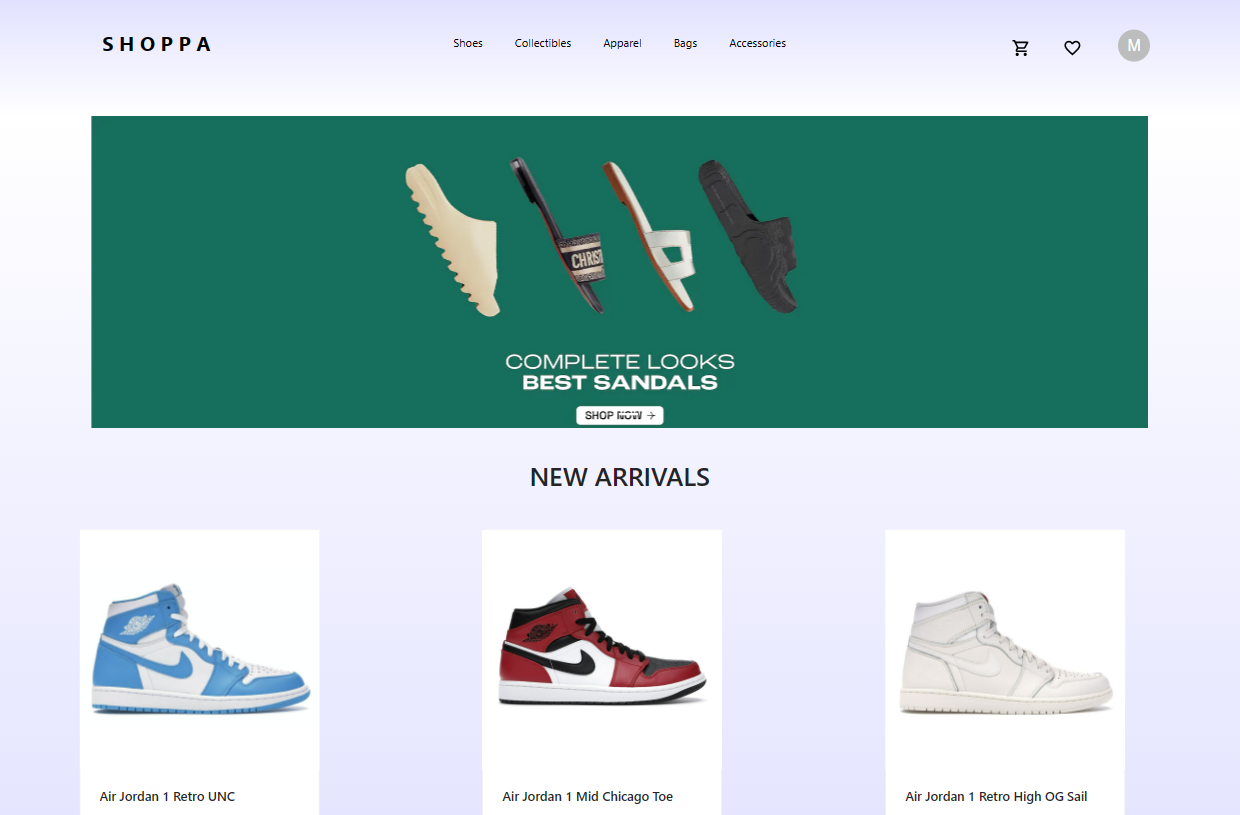 SHOPPA
Shoes Collectibles Apparel Bags Accessories
M
CHRIST
COMPLETE LOOKS
BEST SANDALS
SHOP NOW →
NEW ARRIVALS
Air Jordan 1 Retro UNC
Air Jordan 1 Mid Chicago Toe
Air Jordan 1 Retro High OG Sail